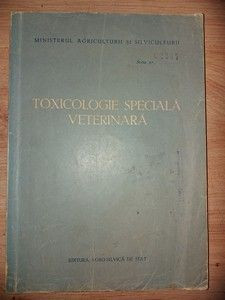 MINISTERUL AGRICULTURII ȘI SILVICULTURII
TOXICOLOGIE SPECIALĂ
VETERINARĂ
EDITURA AGRO-SILVICĂ DE STAT